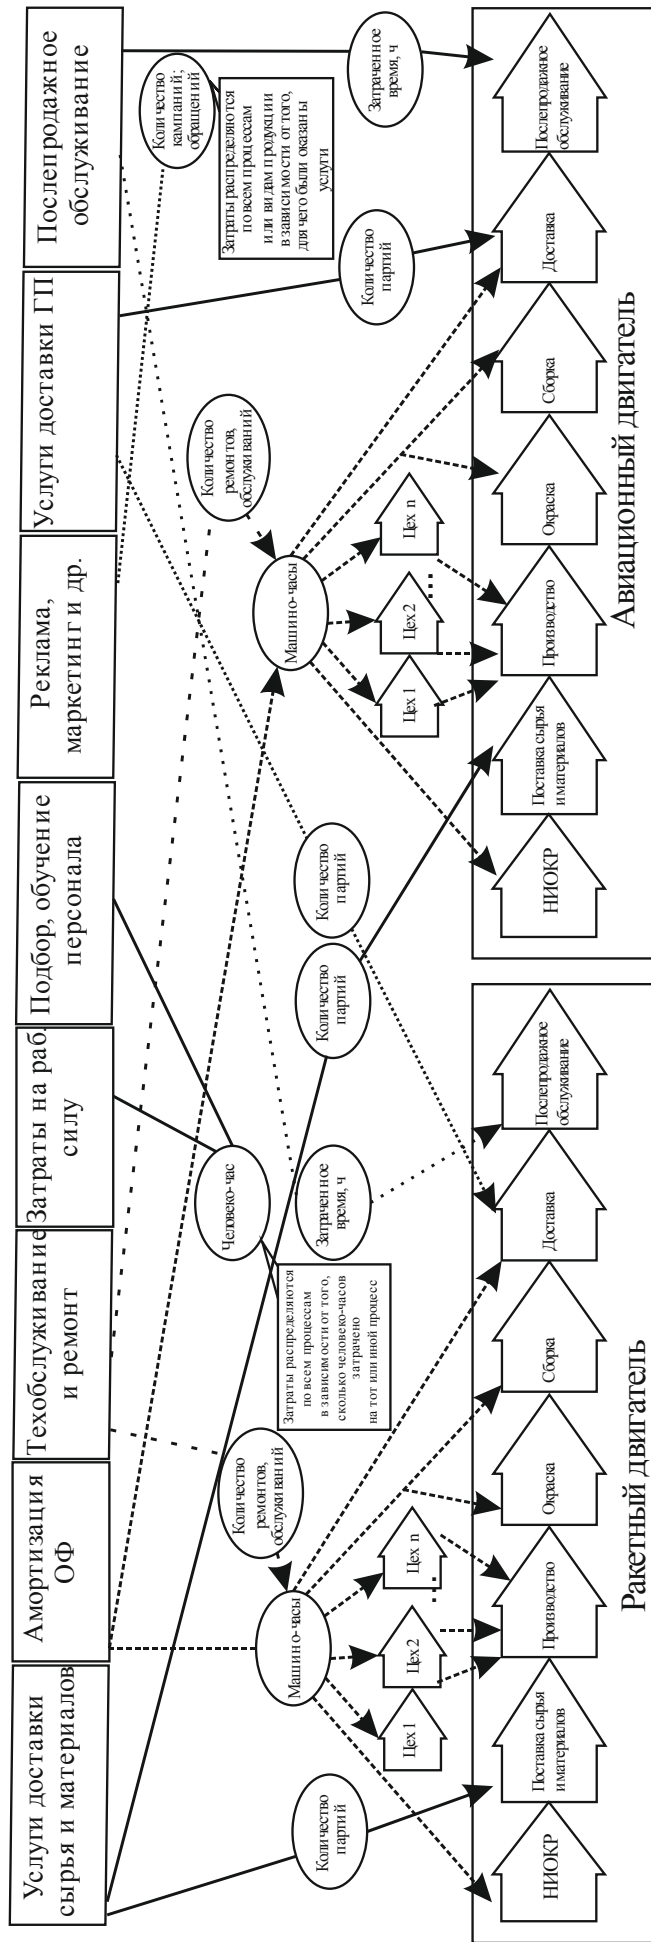 Услуги доставки
сырья и материалов
Амортизация
ОФ
Техобслуживание
и ремонт
Затраты на раб.
силу
Подбор, обучение
персонала
Реклама,
маркетинг и др.
Услуги доставки ГП
Послепродажное
обслуживание
Количество
кампаний;
обращений
Затраты распределяются
по всем процессам
или видам продукции
в зависимости от того,
для чего были оказаны
услуги
Человеко-час
Затраты распределяются
по всем процессам
в зависимости от того,
сколько человеко-часов
затрачено
на тот или иной процесс
Количество
ремонтов,
обслуживаний
Количество
ремонтов,
обслуживаний
Количество
партий
Машино-часы
Затраченное
время, ч
Количество
партий
Количество
партий
Машино-часы
Количество
партий
Затраченное
время, ч
Цех 1
Цех 2
Цех n
Цех 1
Цех 2
Цех n
НИОКР
Поставка сырья
и материалов
Производство
Окраска
Сборка
Доставка
Послепродажное
обслуживание
Ракетный двигатель
НИОКР
Поставка сырья
и материалов
Производство
Окраска
Сборка
Доставка
Послепродажное
обслуживание
Авиационный двигатель